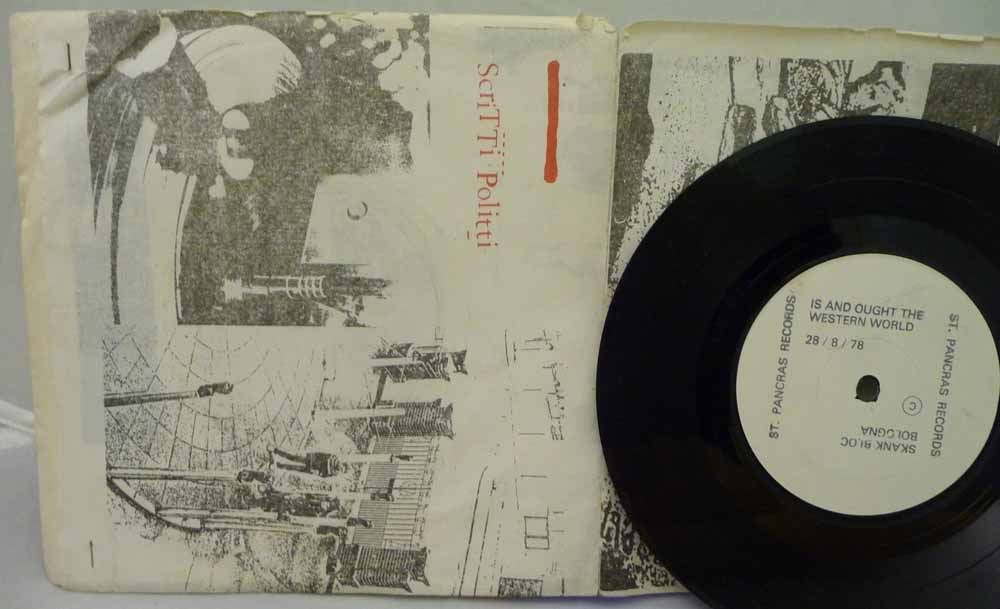 ScriTTi Politti
ST. PANCRAS RECORDS
IS AND OUGHT THE
WESTERN WORLD
28 / 8 / 78
ST. PANCRAS RECORDS
C
SKANK BLOC
BOLOGNA